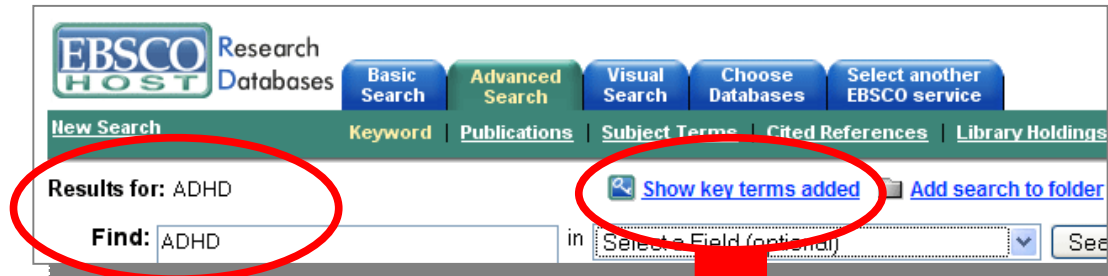 EBSCO Research
HOST Databases
Basic Search
Advanced Search
Visual Search
Choose Databases
Select another EBSCO service
New Search
Keyword | Publications | Subject Terms | Cited References | Library Holdings
Results for: ADHD
Show key terms added
Add search to folder
Find: ADHD in Select a Field (optional)